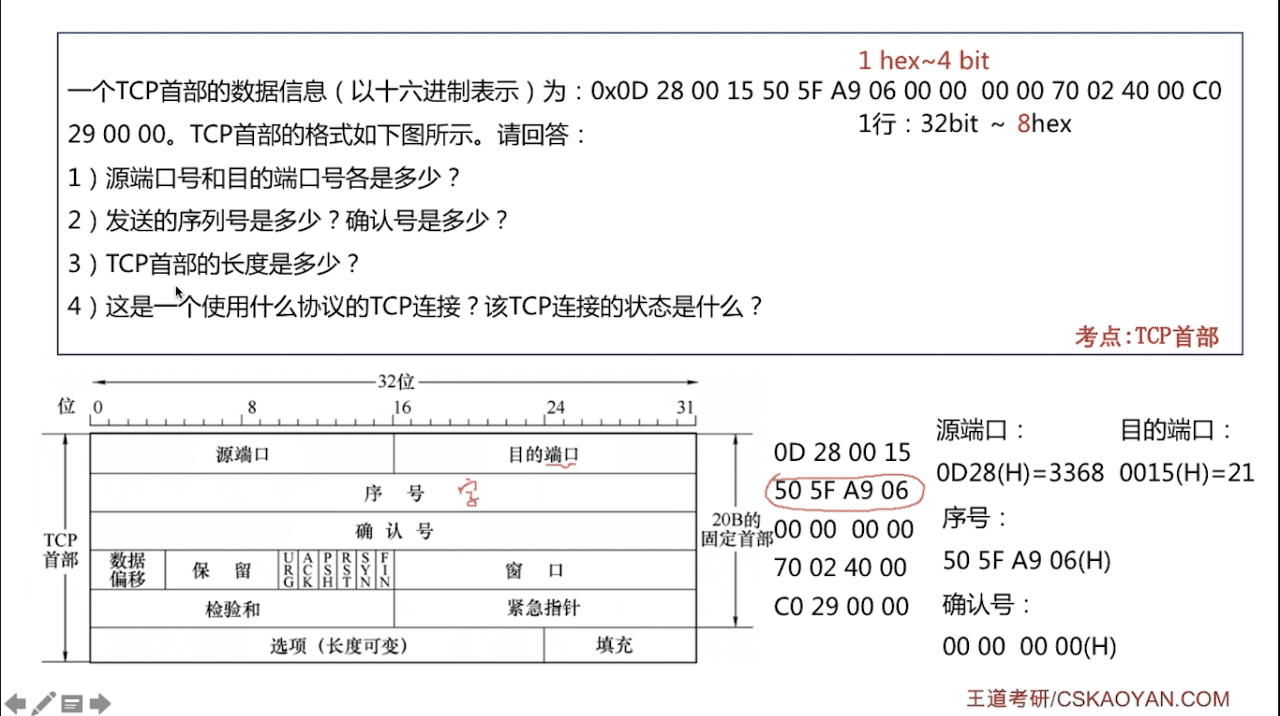 1 hex~4 bit
一个TCP首部的数据信息（以十六进制表示）为：0x0D 28 00 15 50 5F A9 06 00 00  00 00 70 02 40 00 C0
1行：32bit ~ 8hex
29 00 00。TCP首部的格式如下图所示。请回答：
1）源端口号和目的端口号各是多少？
2）发送的序列号是多少？确认号是多少？
3）TCP首部的长度是多少？
4）这是一个使用什么协议的TCP连接？该TCP连接的状态是什么？
考点:TCP首部
32位
位 0 8 16 24 31
源端口 目的端口
序 号 字
确 认 号
数据偏移 保 留 URG ACK PSH RST SYN FIN 窗 口
检验和 紧急指针
选项（长度可变） 填充
TCP首部
20B的固定首部
0D 28 00 15
50 5F A9 06
00 00  00 00
70 02 40 00
C0 29 00 00
源端口： 目的端口：
0D28(H)=3368 0015(H)=21
序号：
50 5F A9 06(H)
确认号：
00 00  00 00(H)
王道考研/CSKAOYAN.COM